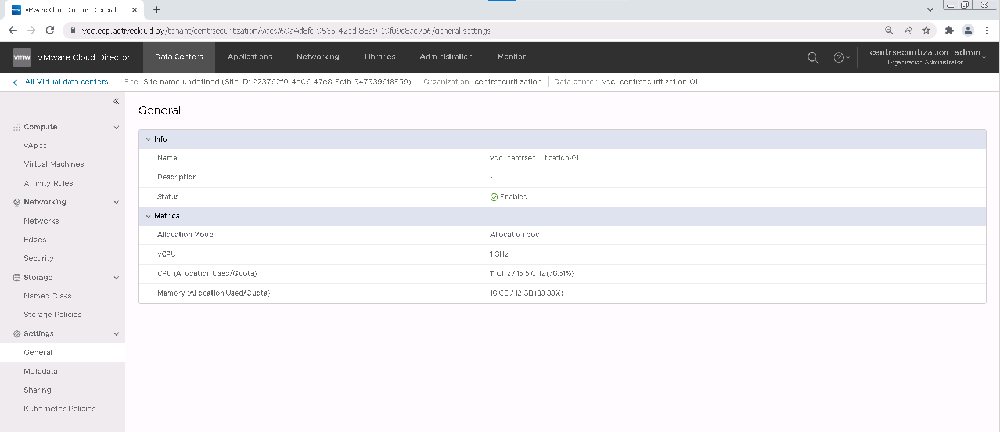 VMware Cloud Director - General
vcd.ecp.activecloud.by/tenant/centrsecuritization/vdcs/69a4d8fc-9635-42cd-85a9-19f09c8ac7b6/general-settings
vmw VMware Cloud Director Data Centers Applications Networking Libraries Administration Monitor centrsecuritization_admin
Organization Administrator
All Virtual data centers Site: Site name undefined (Site ID: 223762f0-4e06-47e8-8cfb-3473396f8859) Organization: centrsecuritization Data center: vdc_centrsecuritization-01
Compute
vApps
Virtual Machines
Affinity Rules
Networking
Networks
Edges
Security
Storage
Named Disks
Storage Policies
Settings
General
Metadata
Sharing
Kubernetes Policies
General
Info
Name vdc_centrsecuritization-01
Description -
Status Enabled
Metrics
Allocation Model Allocation pool
vCPU 1 GHz
CPU (Allocation Used/Quota} 11 GHz / 15.6 GHz (70.51%)
Memory (Allocation Used/Quota} 10 GB / 12 GB (83.33%)